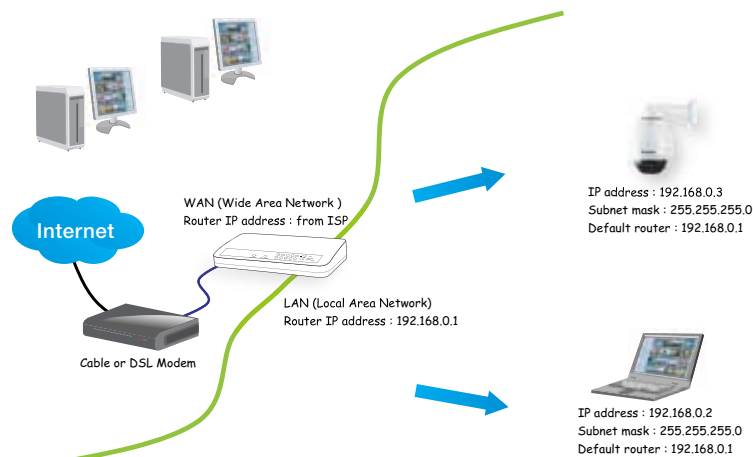 WAN (Wide Area Network )
Router IP address : from ISP
Internet
LAN (Local Area Network)
Router IP address : 192.168.0.1
Cable or DSL Modem
IP address : 192.168.0.3
Subnet mask : 255.255.255.0
Default router : 192.168.0.1
IP address : 192.168.0.2
Subnet mask : 255.255.255.0
Default router : 192.168.0.1